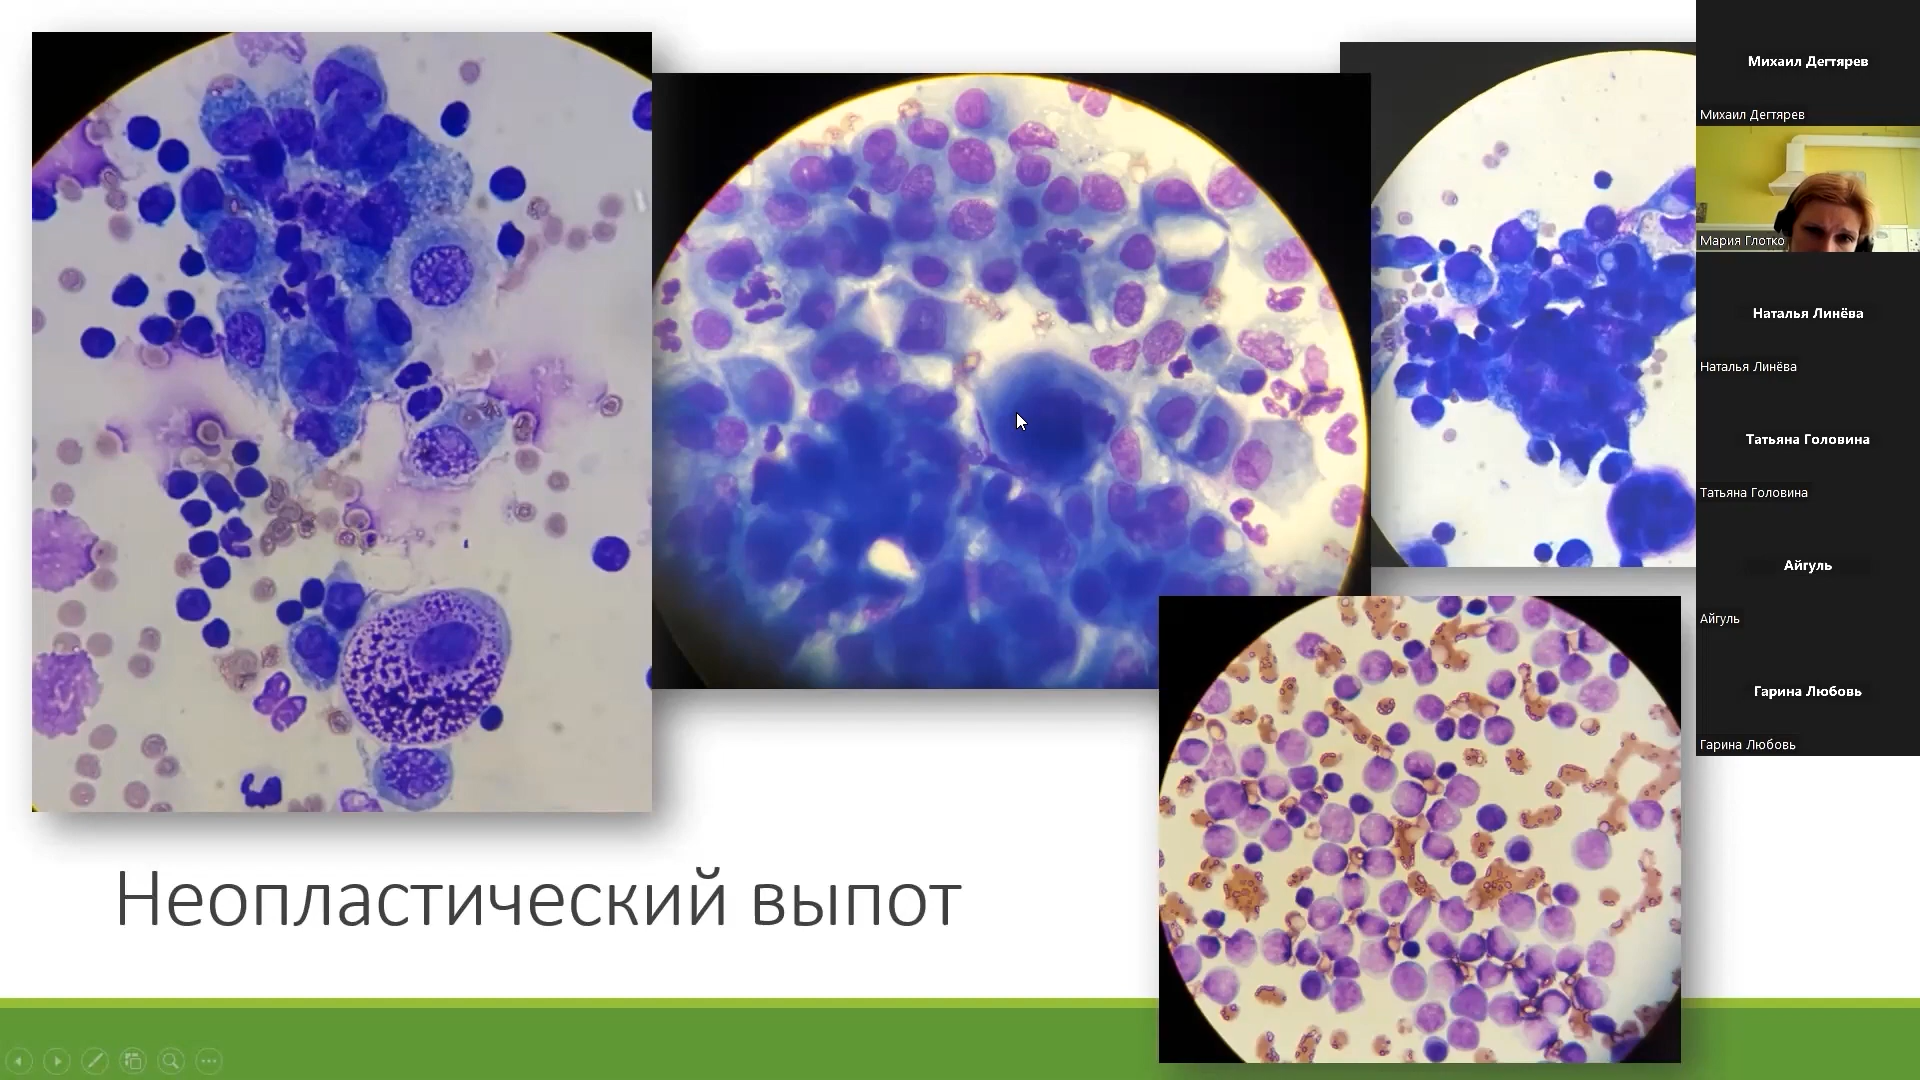 Неопластический выпот
Михаил Дегтярев
Михаил Дегтярев
Мария Глотко
Наталья Линёва
Наталья Линёва
Татьяна Головина
Татьяна Головина
Айгуль
Айгуль
Гарина Любовь
Гарина Любовь